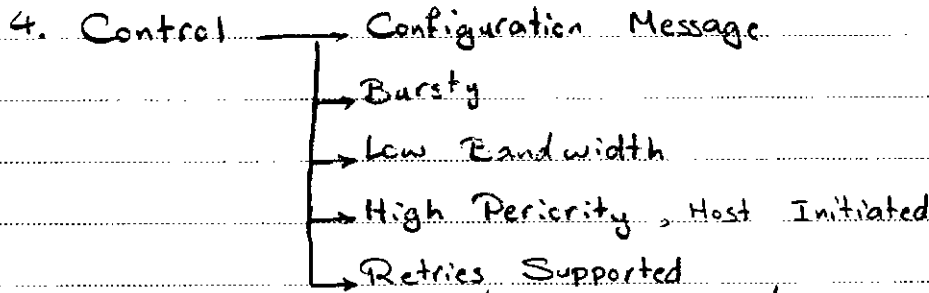 4. Control → Configuration Message
→ Bursty
→ Low Bandwidth
→ High Periority, Host Initiated
→ Retries Supported